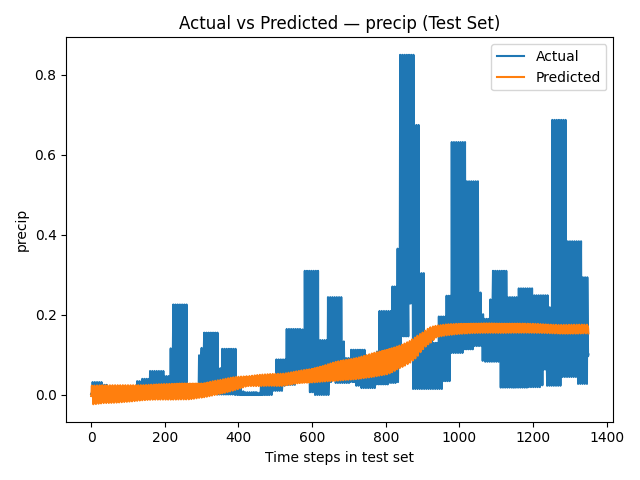 Actual vs Predicted — precip (Test Set)
Actual
Predicted
precip
0.8
0.6
0.4
0.2
0.0
0 200 400 600 800 1000 1200 1400
Time steps in test set